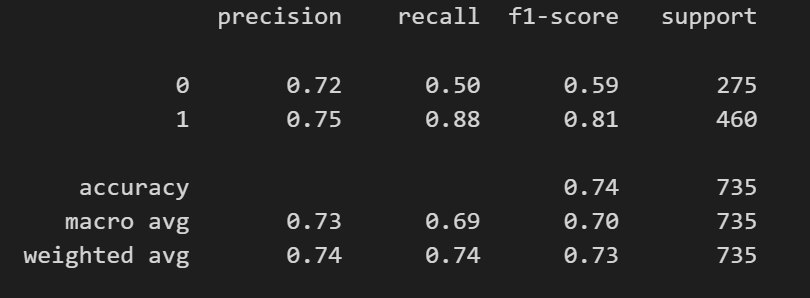 precision recall f1-score support
0 0.72 0.50 0.59 275
1 0.75 0.88 0.81 460
accuracy 0.74 735
macro avg 0.73 0.69 0.70 735
weighted avg 0.74 0.74 0.73 735